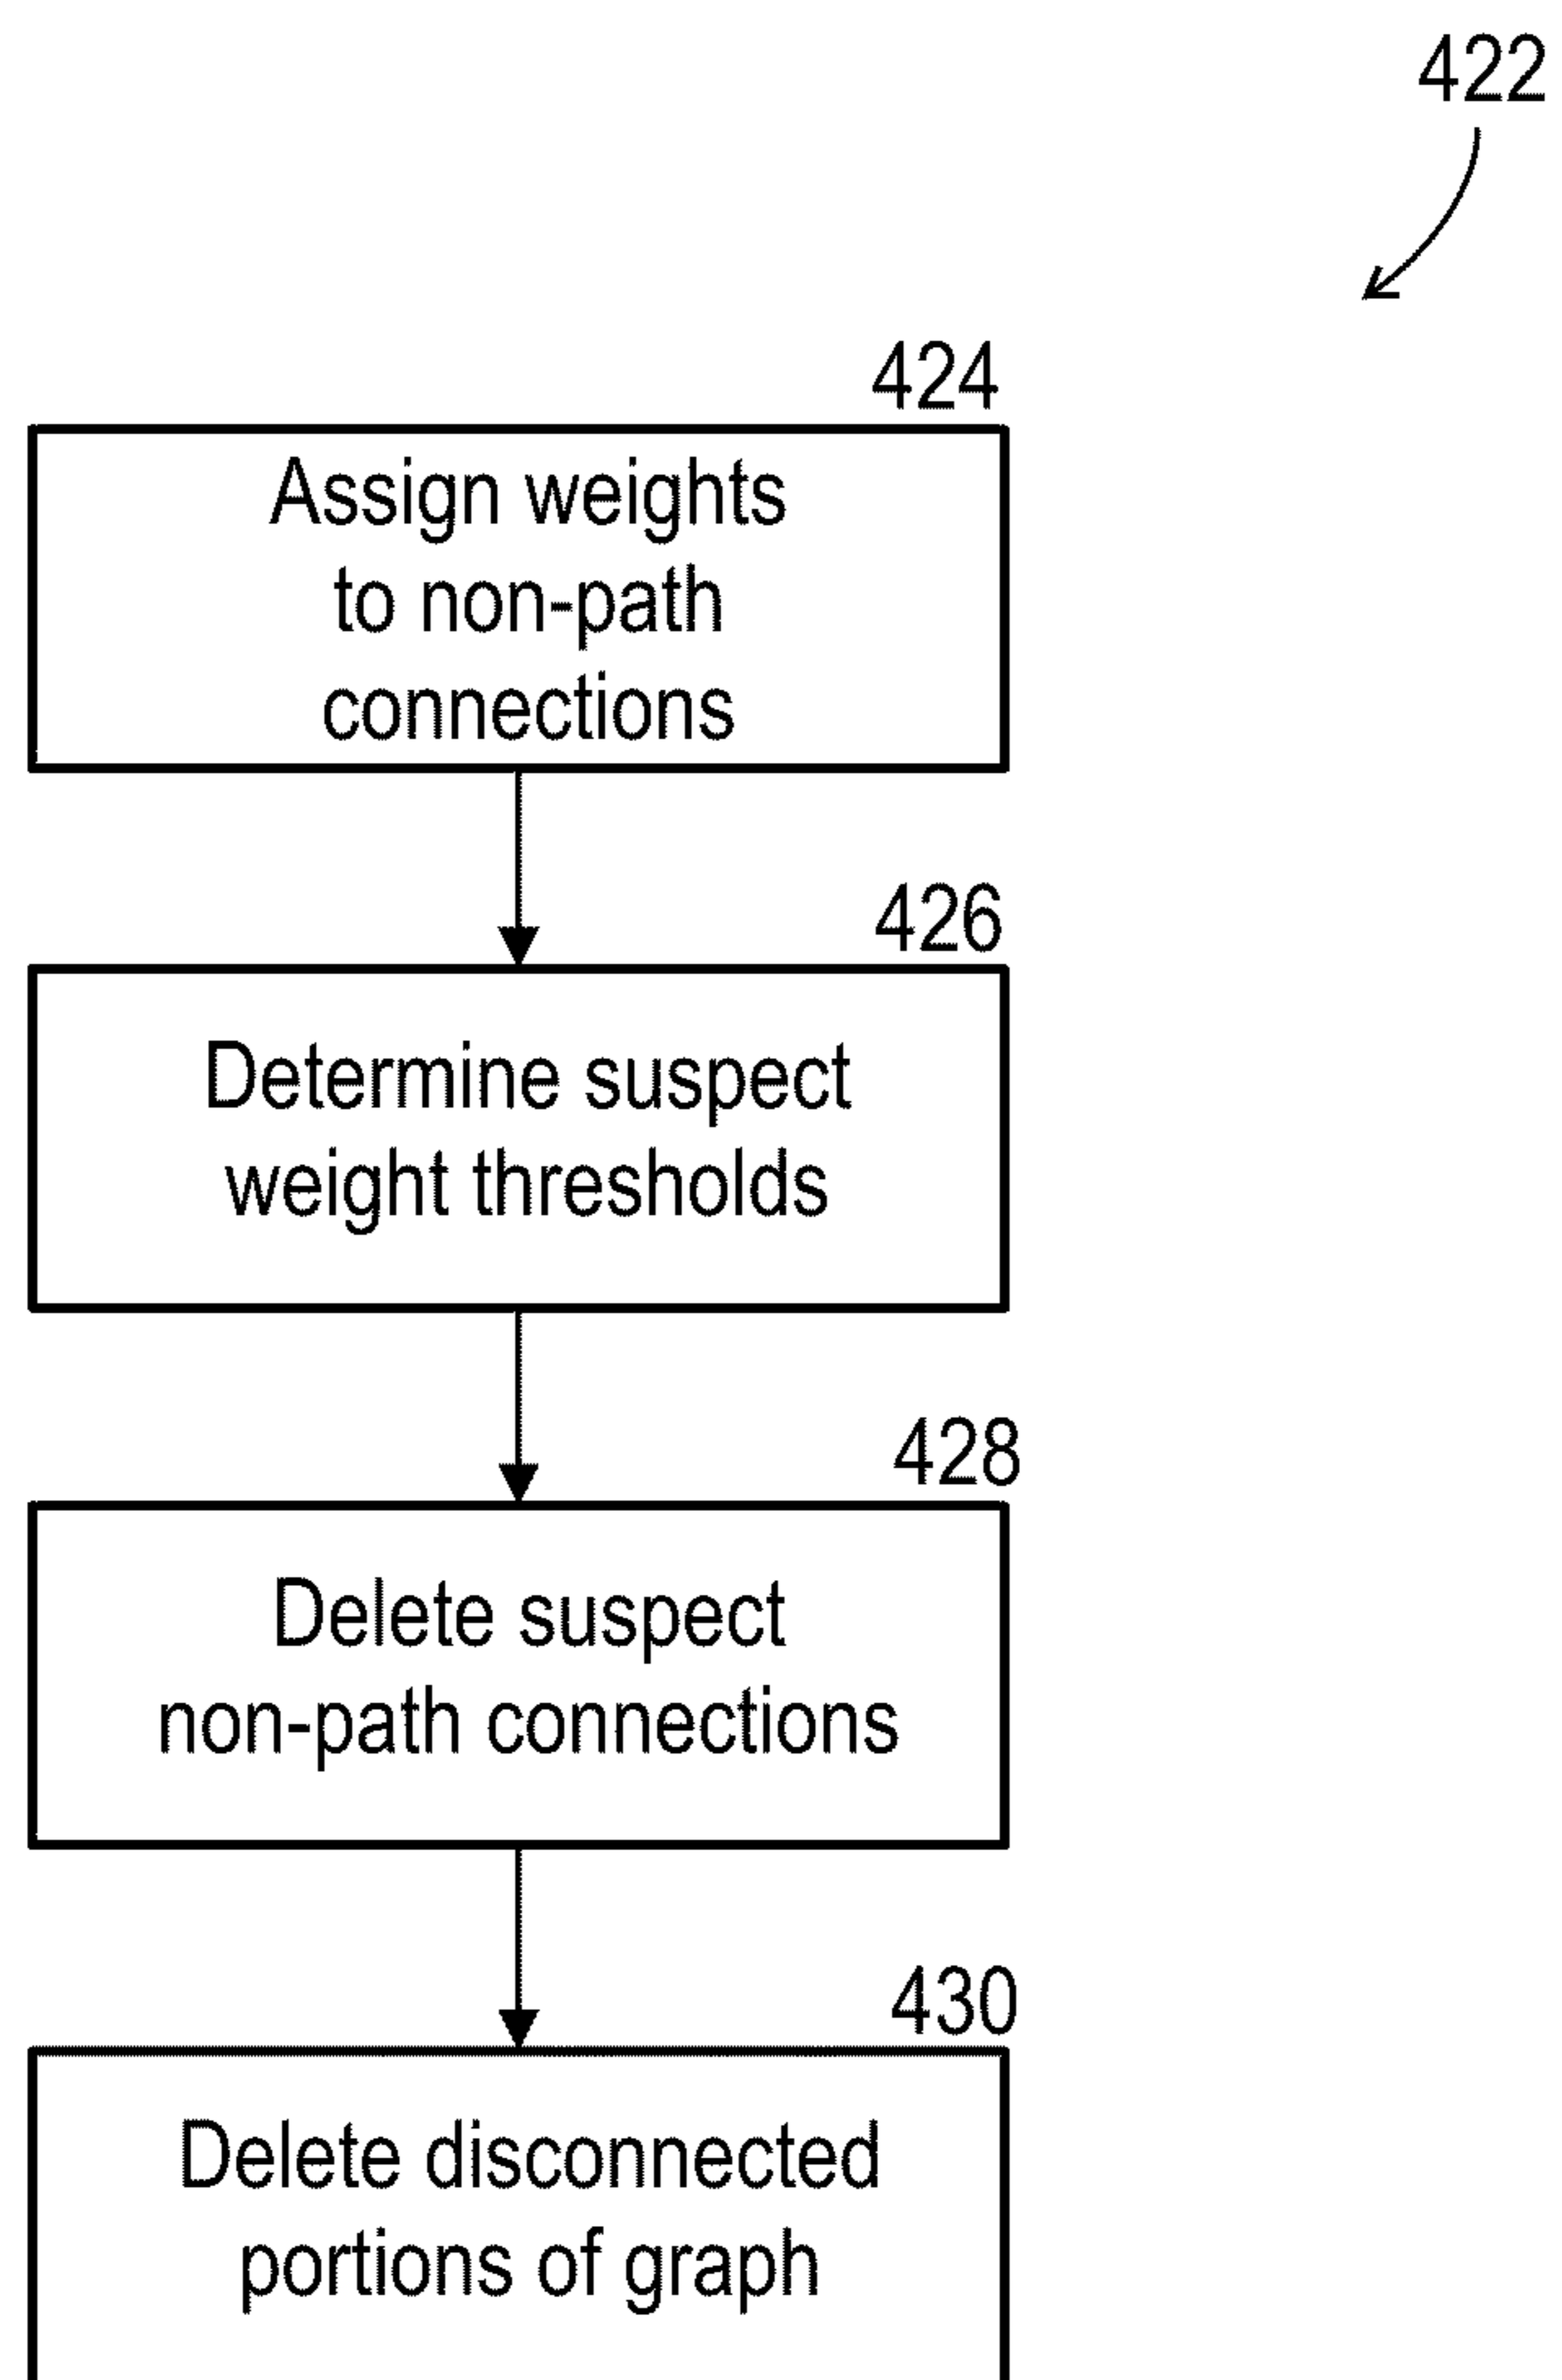 422
424
Assign weights
to non-path
connections
426
Determine suspect
weight thresholds
428
Delete suspect
non-path connections
430
Delete disconnected
portions of graph